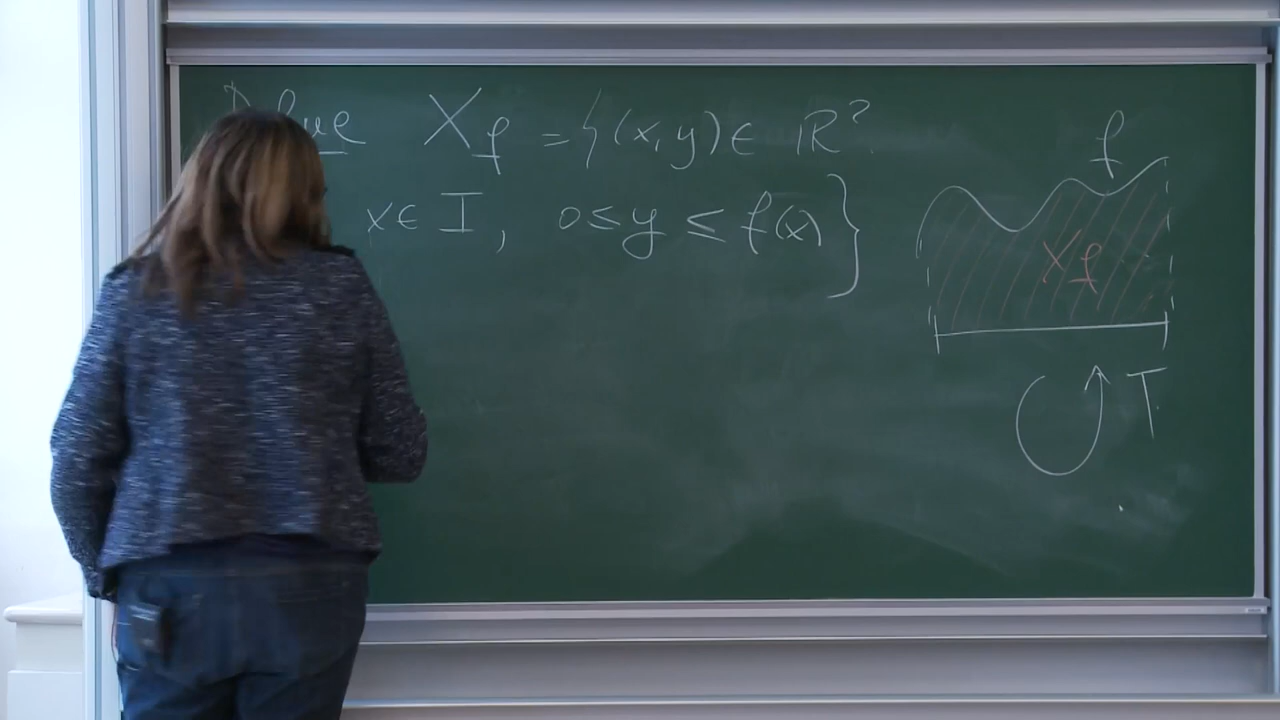 Define X_f = {(x,y) ∈ ℝ²
x ∈ I, 0 ≤ y ≤ f(x)}
f
X_f
T